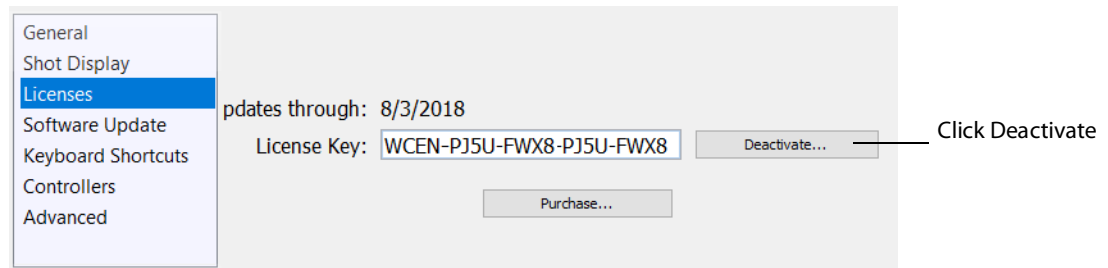 General
Shot Display
Licenses
Software Update
Keyboard Shortcuts
Controllers
Advanced
pdates through: 8/3/2018
License Key: WCEN-PJ5U-FWX8-PJ5U-FWX8 Deactivate...
Purchase...
Click Deactivate